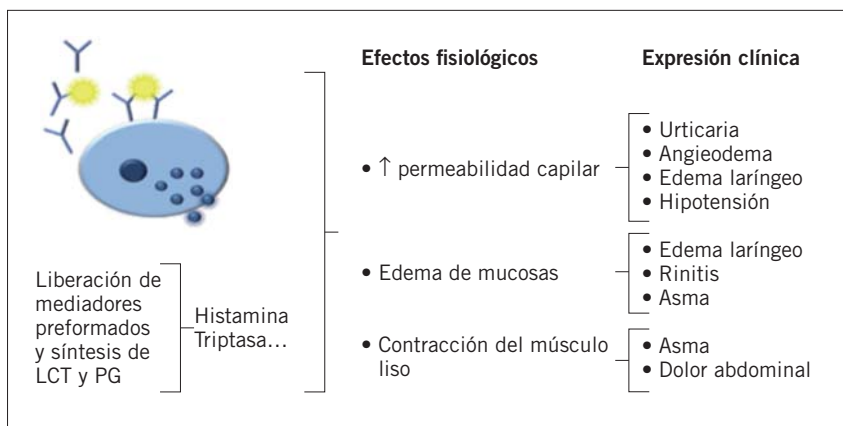 Efectos fisiológicos
Expresión clínica
• ↑ permeabilidad capilar
• Urticaria
• Angieodema
• Edema laríngeo
• Hipotensión
• Edema de mucosas
• Edema laríngeo
• Rinitis
• Asma
• Contracción del músculo
liso
• Asma
• Dolor abdominal
Liberación de
mediadores
preformados
y síntesis de
LCT y PG
Histamina
Triptasa…